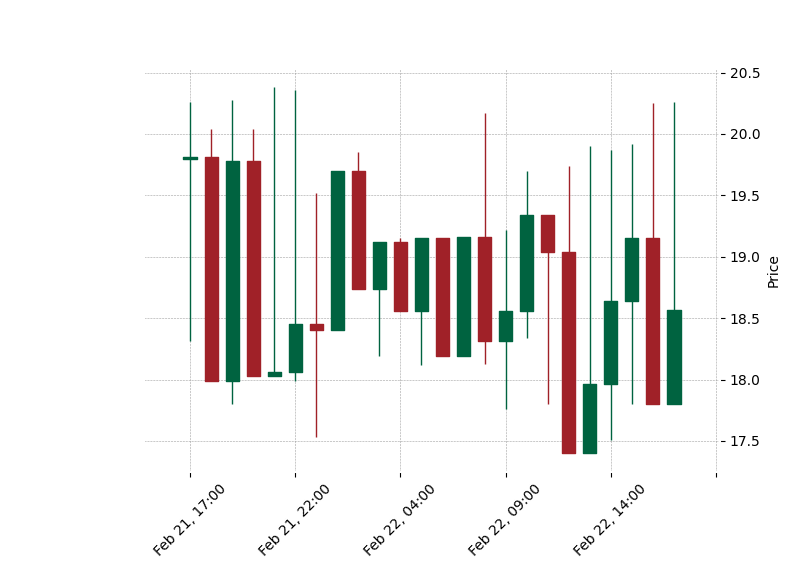 20.5
20.0
19.5
19.0
18.5
18.0
17.5
Price
Feb 21, 17:00
Feb 21, 22:00
Feb 22, 04:00
Feb 22, 09:00
Feb 22, 14:00